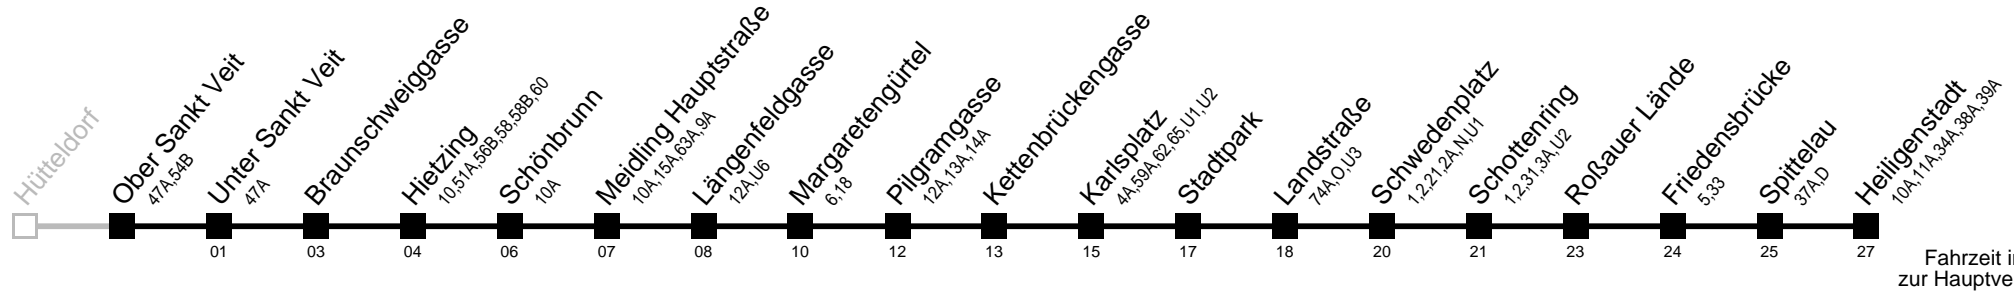 Hütteldorf
Ober Sankt Veit
47A,54B
Unter Sankt Veit
47A
Braunschweiggasse
Hietzing
10,51A,56B,58,58B,60
Schönbrunn
10A
Meidling Hauptstraße
10A,15A,63A,9A
Längenfeldgasse
12A,U6
Margaretengürtel
6,18
Pilgramgasse
12A,13A,14A
Kettenbrückengasse
Karlsplatz
4A,59A,62,65,U1,U2
Stadtpark
Landstraße
74A,O,U3
Schwedenplatz
1,2,21,2A,N,U1
Schottenring
1,2,31,3A,U2
Roßauer Lände
Friedensbrücke
5,33
Spittelau
37A,D
Heiligenstadt
10A,11A,34A,38A,39A
01 03 04 06 07 08 10 12 13 15 17 18 20 21 23 24 25 27
Fahrzeit i
zur Hauptve